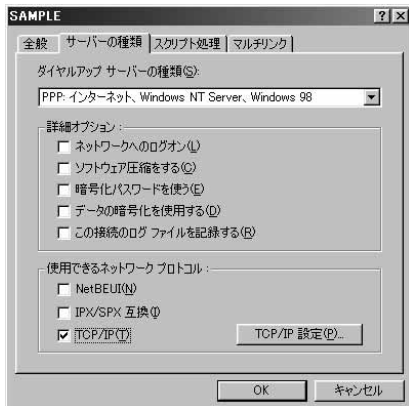 SAMPLE
全般 サーバーの種類 スクリプト処理 マルチリンク
ダイヤルアップ サーバーの種類(S):
PPP: インターネット、Windows NT Server、Windows 98
詳細オプション :
ネットワークへのログオン(L)
ソフトウェア圧縮をする(C)
暗号化パスワードを使う(E)
データの暗号化を使用する(D)
この接続のログ ファイルを記録する(R)
使用できるネットワーク プロトコル :
NetBEUI(N)
IPX/SPX 互換(I)
TCP/IP(T)
TCP/IP 設定(P)...
OK キャンセル